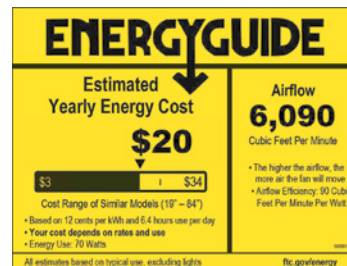 ENERGYGUIDE
Estimated
Yearly Energy Cost
$20
$3
$34
Cost Range of Similar Models (19" – 84")
• Based on 12 cents per kWh and 6.4 hours use per day
• Your cost depends on rates and use
• Energy Use: 70 Watts
All estimates based on typical use, excluding lights
Airflow
6,090
Cubic Feet Per Minute
• The higher the airflow, the
more air the fan will move
• Airflow Efficiency: 90 Cubi
Feet Per Minute Per Watt
ftc.gov/energy